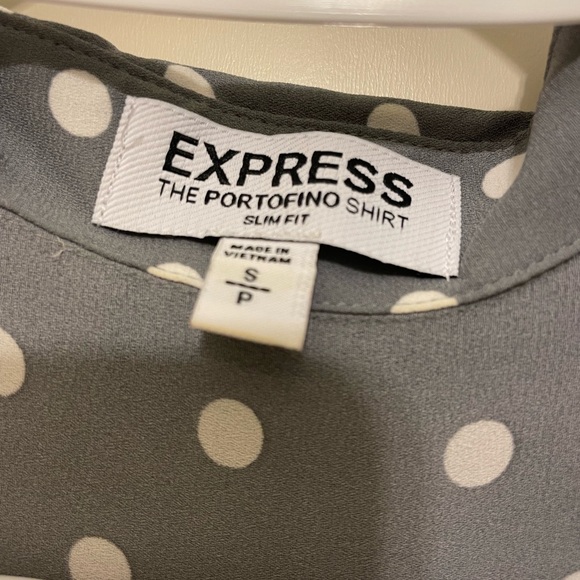 EXPRESS
THE PORTOFINO SHIRT
SLIM FIT
MADE IN
VIETNAM
S
P